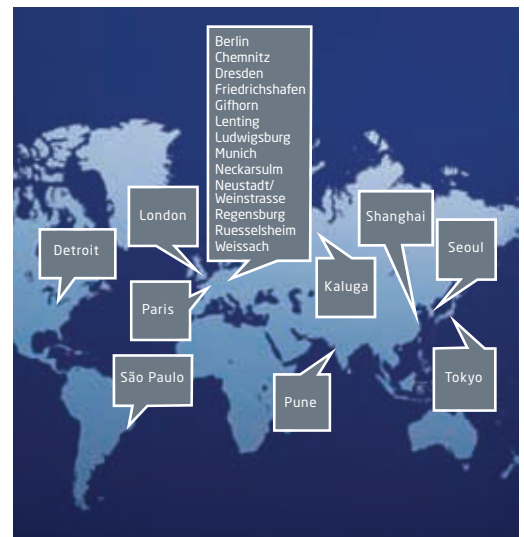 Berlin
Chemnitz
Dresden
Friedrichshafen
Gifhorn
Lenting
Ludwigsburg
Munich
Neckarsulm
Neustadt/
Weinstrasse
Regensburg
Ruesselsheim
Weissach
London
Shanghai
Detroit
Seoul
Kaluga
Paris
São Paulo
Tokyo
Pune